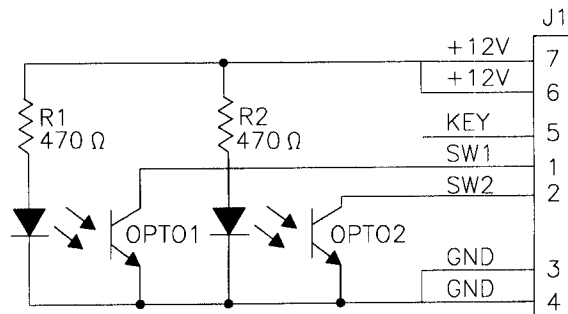 J1
+12V 7
+12V 6
R1
470 Ω
R2
470 Ω
KEY 5
SW1 1
SW2 2
OPTO1
OPTO2
GND 3
GND 4